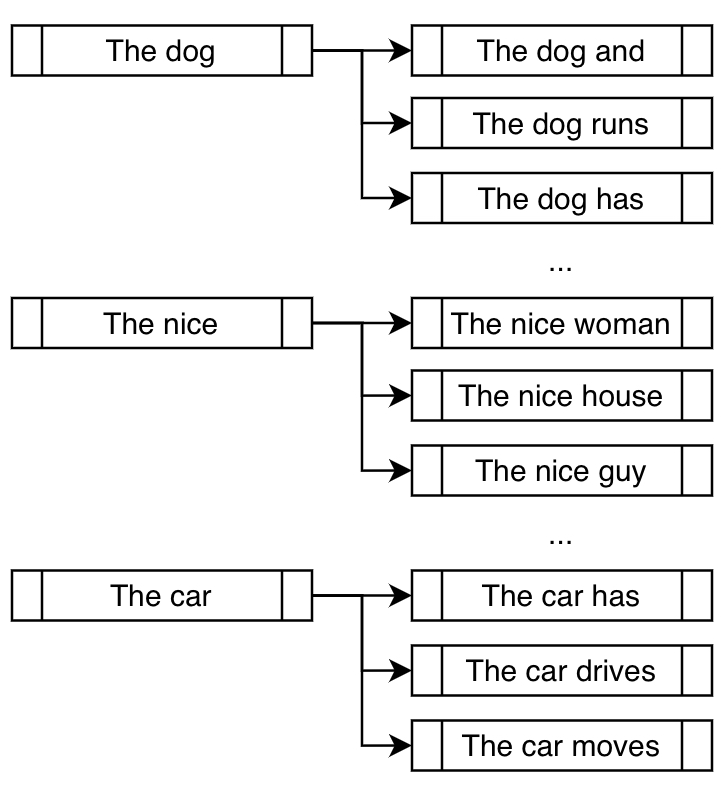 The dog
The dog and
The dog runs
The dog has
...
The nice
The nice woman
The nice house
The nice guy
...
The car
The car has
The car drives
The car moves